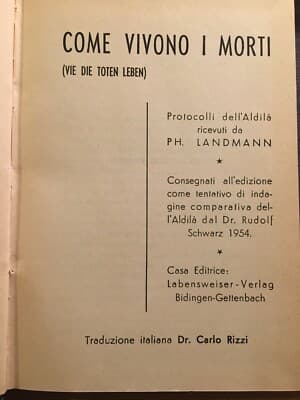 COME VIVONO I MORTI
(VIE DIE TOTEN LEBEN)
Protocolli dell'Aldilà
ricevuti da
PH. LANDMANN
★
Consegnati all'edizione
come tentativo di inda-
gine comparativa del-
l'Aldilà dal Dr. Rudolf
Schwarz 1954.
★
Casa Editrice:
Labensweiser-Verlag
Bidingen-Gettenbach
Traduzione italiana Dr. Carlo Rizzi